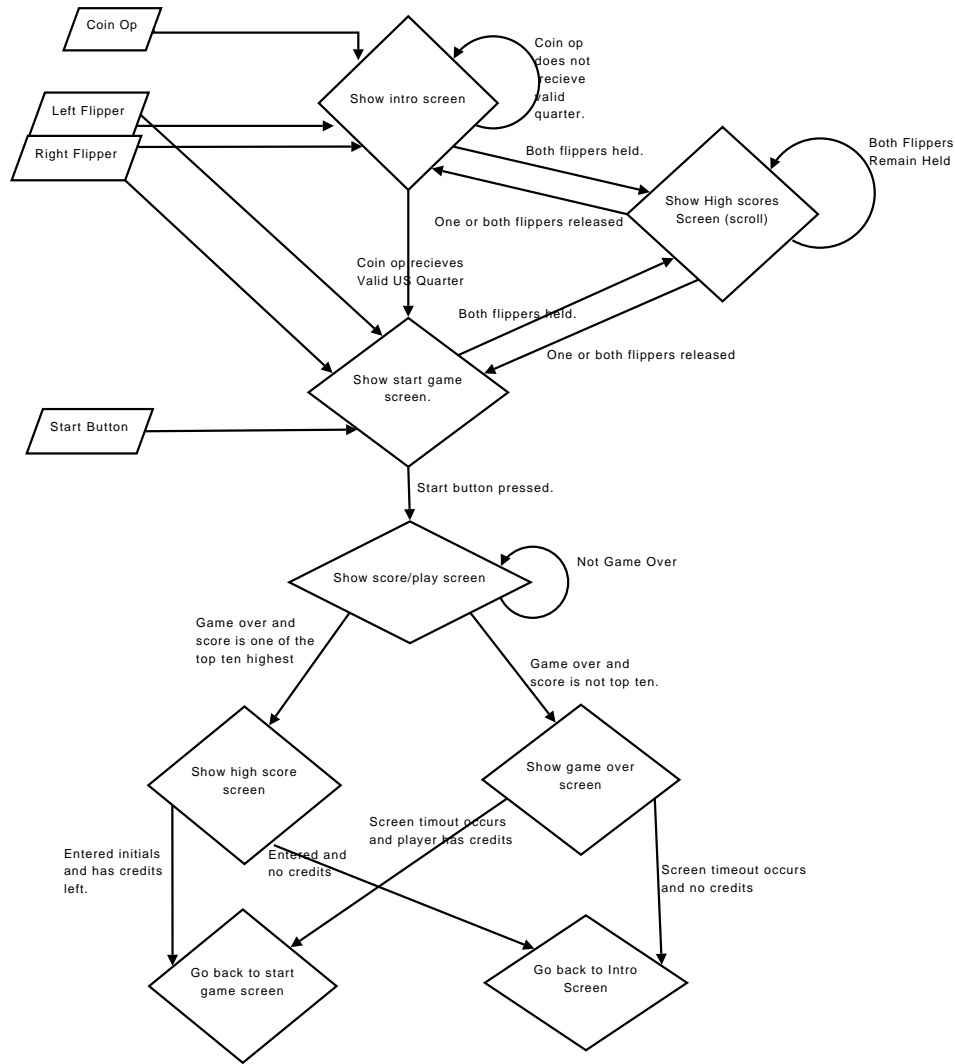 Coin Op
Coin op
does not
recieve
valid
quarter.
Show intro screen
Left Flipper
Right Flipper
Both flippers held.
Both Flippers
Remain Held
Show High scores
Screen (scroll)
One or both flippers released
Coin op recieves
Valid US Quarter
Both flippers held.
One or both flippers released
Show start game
screen.
Start Button
Start button pressed.
Show score/play screen
Not Game Over
Game over and
score is one of the
top ten highest
Game over and
score is not top ten.
Show high score
screen
Show game over
screen
Screen timout occurs
and player has credits
Entered initials
and has credits
left.
Entered and
no credits
Screen timeout occurs
and no credits
Go back to start
game screen
Go back to Intro
Screen